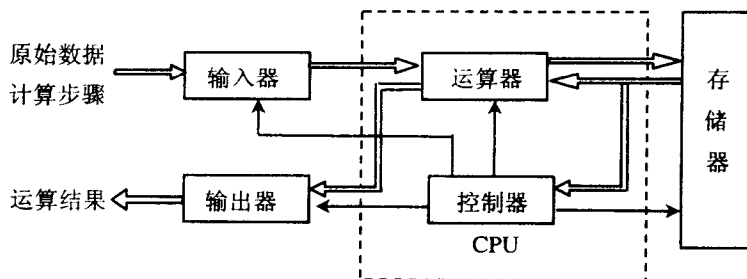 原始数据
计算步骤
输入器
运算器
存储器
运算结果
输出器
控制器
CPU